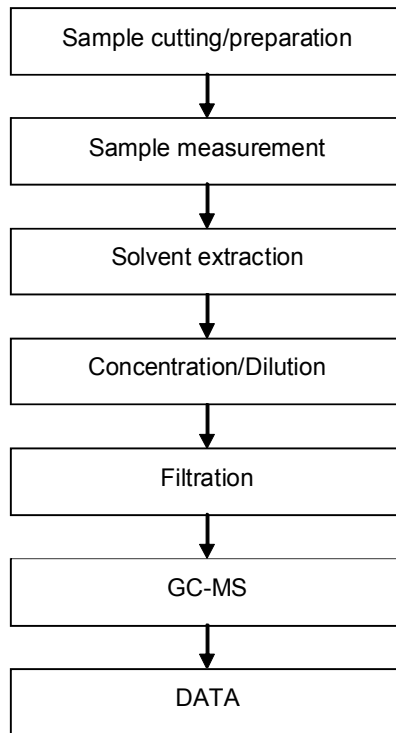 Sample cutting/preparation
Sample measurement
Solvent extraction
Concentration/Dilution
Filtration
GC-MS
DATA